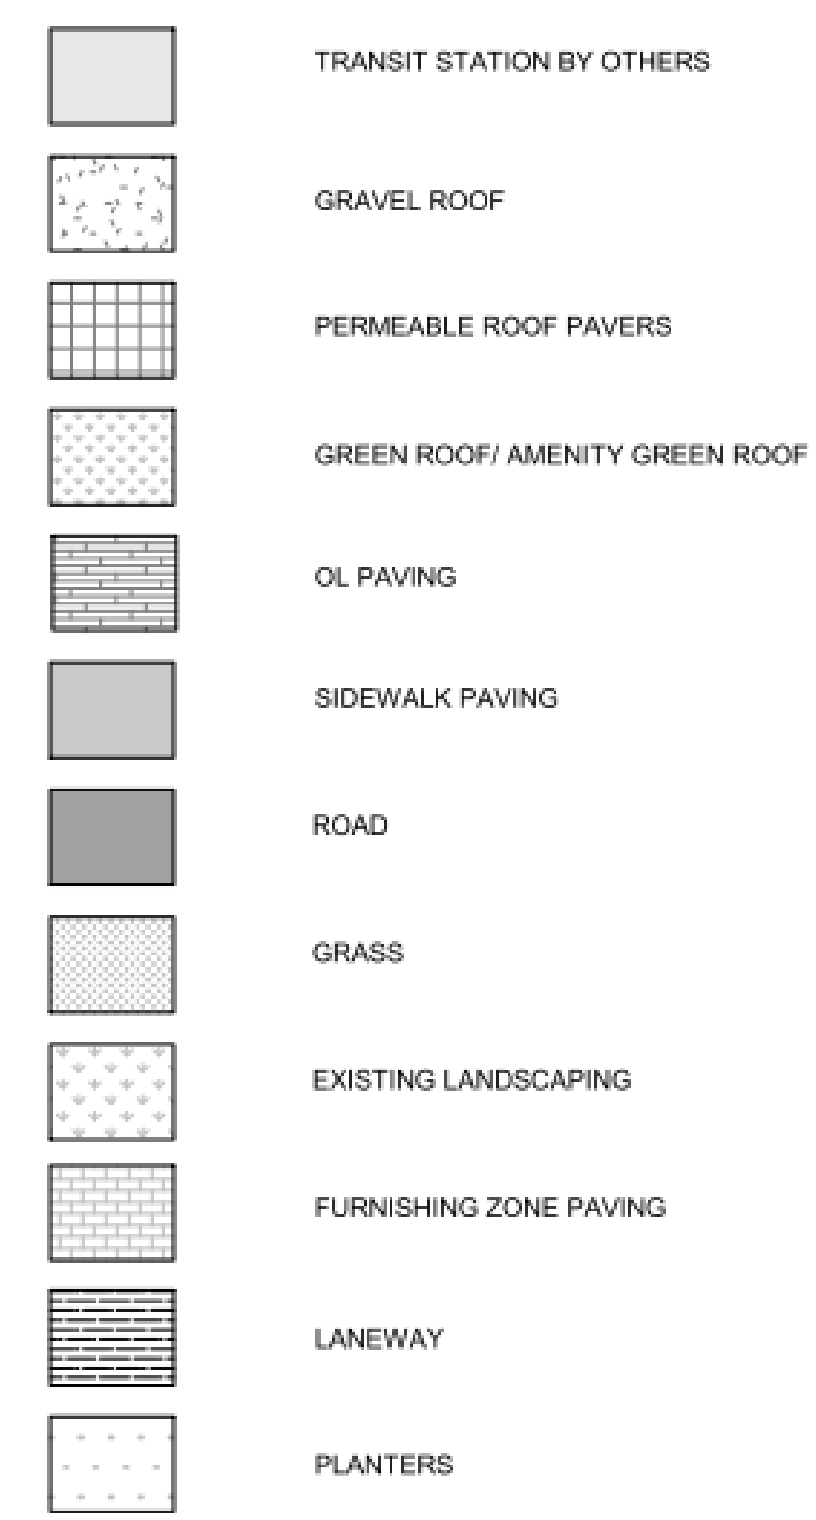 TRANSIT STATION BY OTHERS
GRAVEL ROOF
PERMEABLE ROOF PAVERS
GREEN ROOF/ AMENITY GREEN ROOF
OL PAVING
SIDEWALK PAVING
ROAD
GRASS
EXISTING LANDSCAPING
FURNISHING ZONE PAVING
LANEWAY
PLANTERS